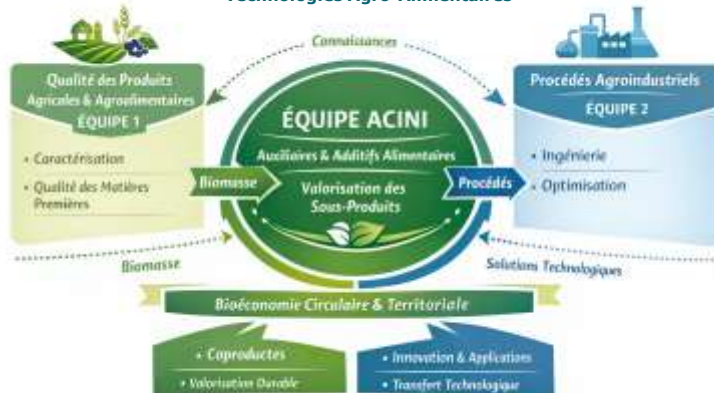 Technologies Agro-Alimentaires
Connaissances
Qualité des Produits
Agricales & Agroalimentaires
ÉQUIPE 1
• Caractérisation
• Qualité des Matières
Premières
Biomasse
ÉQUIPE ACINI
Auxiliaires & Additifs Alimentaires
Valorisation des
Sous-Produits
Procédés
Procédés Agroindustriels
ÉQUIPE 2
• Ingénierie
• Optimisation
Biomasse
Solutions Technologiques
Bioéconomie Circulaire & Territoriale
• Coproductes
• Valorisation Durable
• Innovation & Applications
• Transfert Technologique